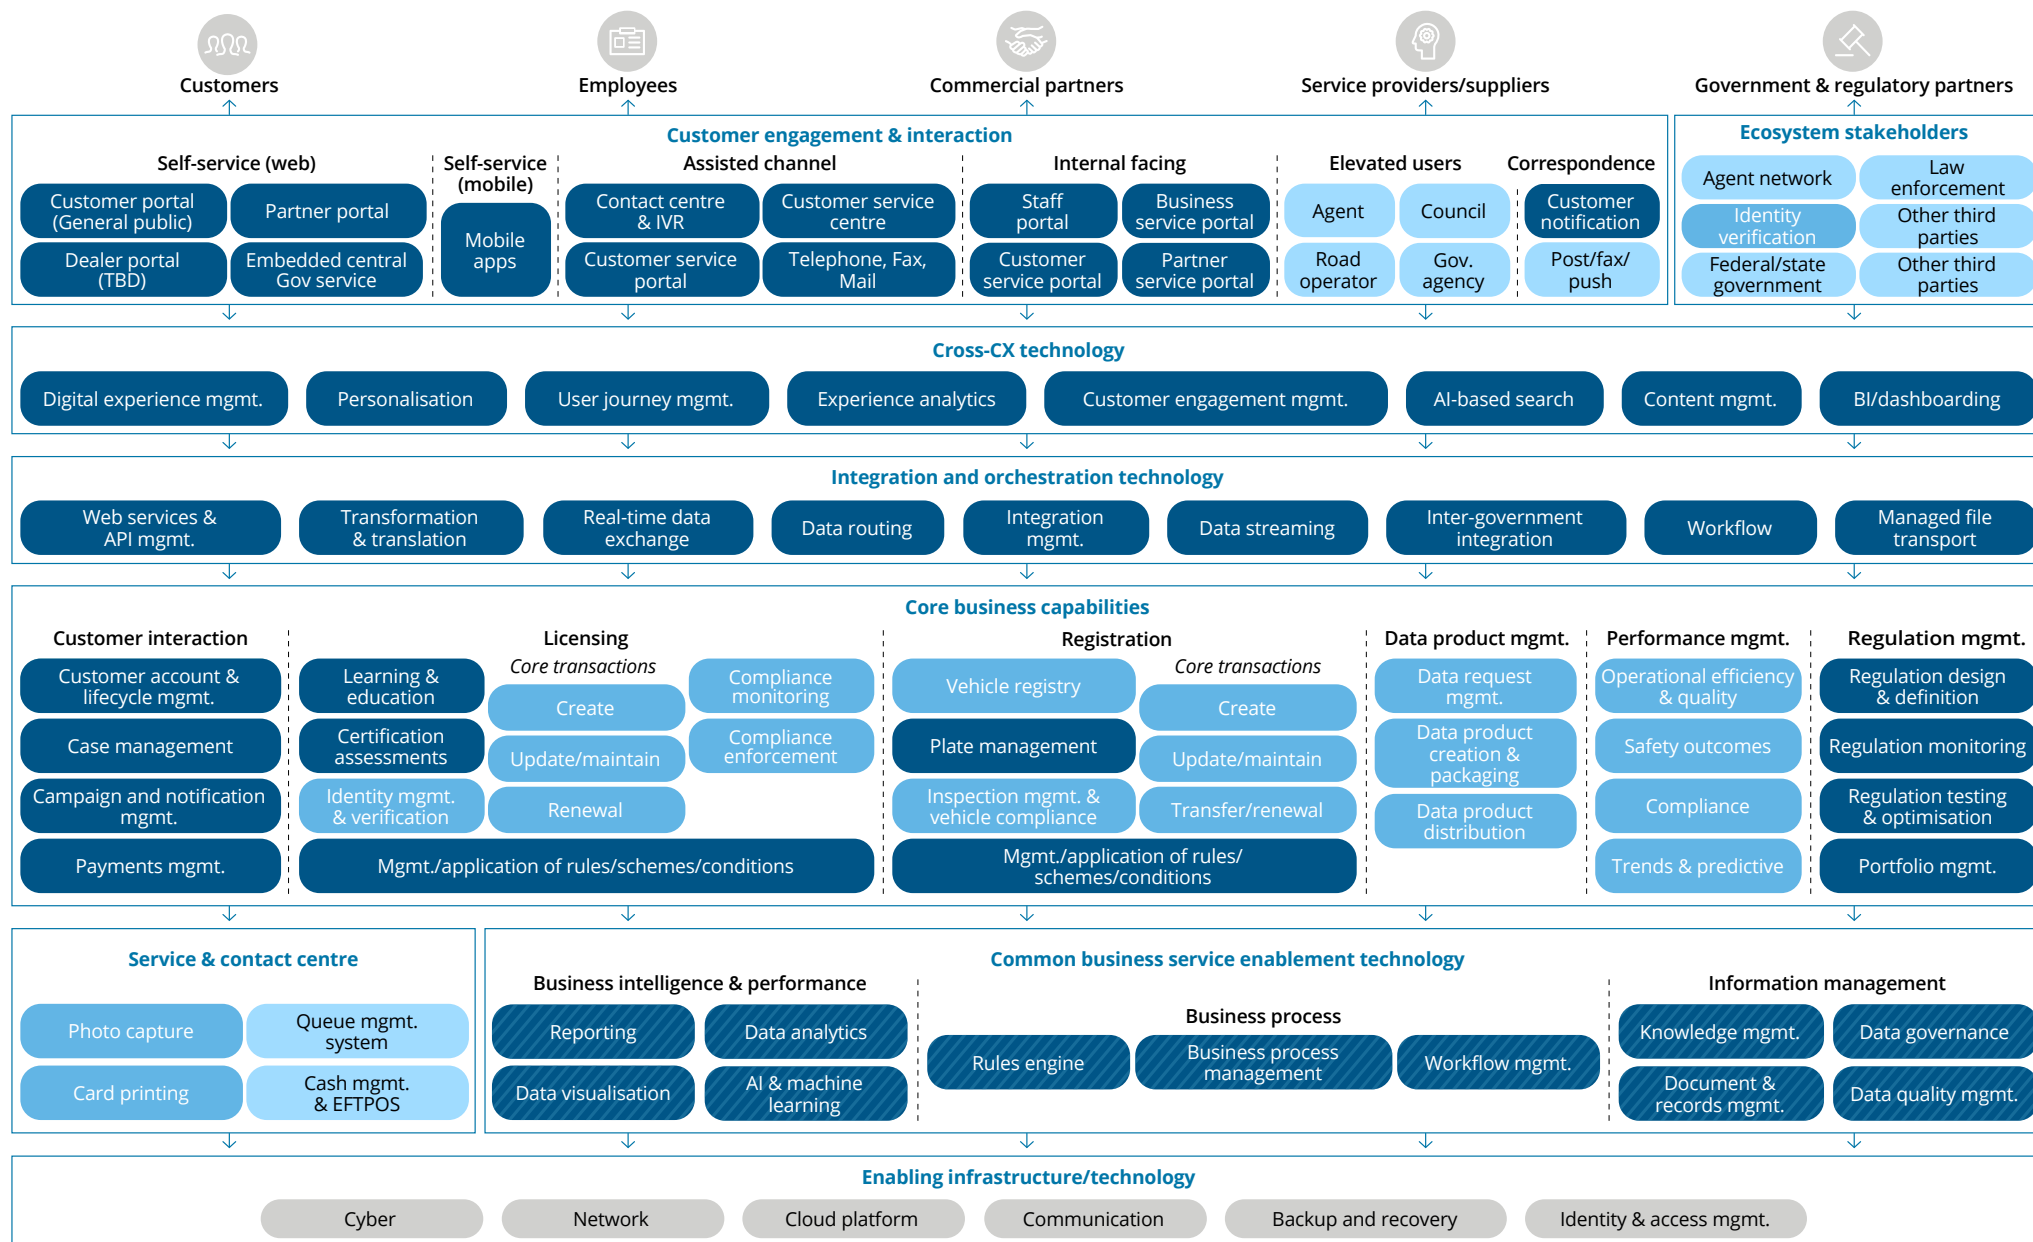 Customers
Employees
Commercial partners
Service providers/suppliers
Government & regulatory partners
Customer engagement & interaction
Self-service (web)
Customer portal
(General public)
Partner portal
Dealer portal
(TBD)
Embedded central
Gov service
Self-service
(mobile)
Mobile
apps
Assisted channel
Contact centre
& IVR
Customer service
centre
Customer service
portal
Telephone, Fax,
Mail
Internal facing
Staff
portal
Business
service portal
Customer
service portal
Partner
service portal
Elevated users
Agent
Council
Road
operator
Gov.
agency
Correspondence
Customer
notification
Post/fax/
push
Ecosystem stakeholders
Agent network
Law
enforcement
Identity
verification
Other third
parties
Federal/state
government
Other third
parties
Cross-CX technology
Digital experience mgmt.
Personalisation
User journey mgmt.
Experience analytics
Customer engagement mgmt.
AI-based search
Content mgmt.
BI/dashboarding
Integration and orchestration technology
Web services &
API mgmt.
Transformation
& translation
Real-time data
exchange
Data routing
Integration
mgmt.
Data streaming
Inter-government
integration
Workflow
Managed file
transport
Core business capabilities
Customer interaction
Customer account &
lifecycle mgmt.
Case management
Campaign and notification
mgmt.
Payments mgmt.
Licensing
Learning &
education
Certification
assessments
Identity mgmt.
& verification
Core transactions
Create
Update/maintain
Renewal
Compliance
monitoring
Compliance
enforcement
Mgmt./application of rules/schemes/conditions
Registration
Vehicle registry
Plate management
Inspection mgmt. &
vehicle compliance
Core transactions
Create
Update/maintain
Transfer/renewal
Mgmt./application of rules/
schemes/conditions
Data product mgmt.
Data request
mgmt.
Data product
creation &
packaging
Data product
distribution
Performance mgmt.
Operational efficiency
& quality
Safety outcomes
Compliance
Trends & predictive
Regulation mgmt.
Regulation design
& definition
Regulation monitoring
Regulation testing
& optimisation
Portfolio mgmt.
Service & contact centre
Photo capture
Queue mgmt.
system
Card printing
Cash mgmt.
& EFTPOS
Common business service enablement technology
Business intelligence & performance
Reporting
Data analytics
Data visualisation
AI & machine
learning
Business process
Rules engine
Business process
management
Workflow mgmt.
Information management
Knowledge mgmt.
Data governance
Document &
records mgmt.
Data quality mgmt.
Enabling infrastructure/technology
Cyber
Network
Cloud platform
Communication
Backup and recovery
Identity & access mgmt.